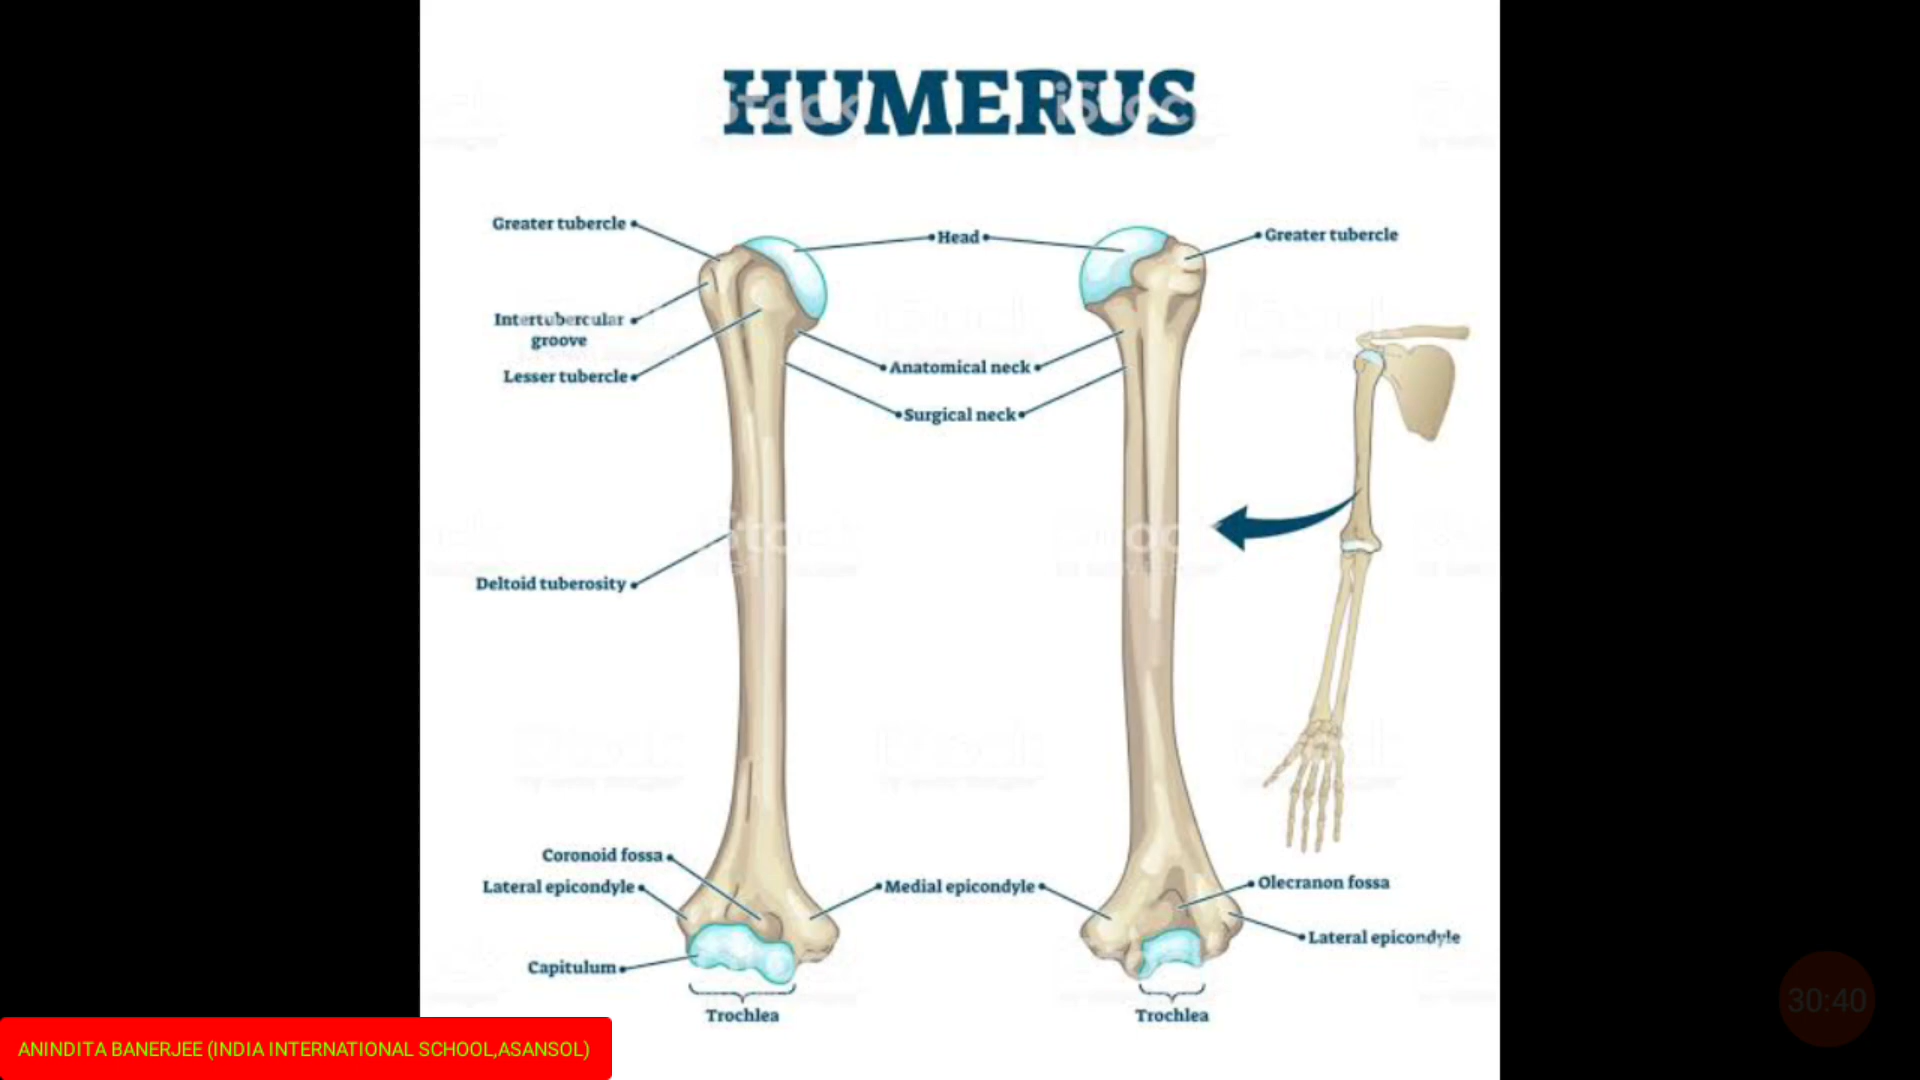 HUMERUS
Greater tubercle
Head
Greater tubercle
Intertubercular
groove
Lesser tubercle
Anatomical neck
Surgical neck
Deltoid tuberosity
Coronoid fossa
Lateral epicondyle
Medial epicondyle
Olecranon fossa
Lateral epicondyle
Capitulum
Trochlea
Trochlea
iStock
ANINDITA BANERJEE (INDIA INTERNATIONAL SCHOOL,ASANSOL)
30:40